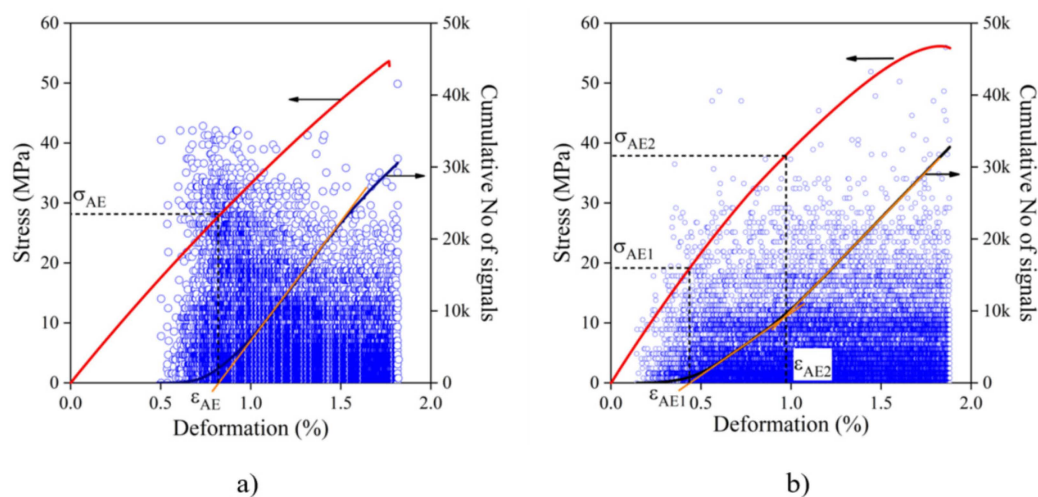 60
50
40
30
20
10
0
Stress (MPa)
σAE
εAE
0.0 0.5 1.0 1.5 2.0
Deformation (%)
50k
40k
30k
20k
10k
0
Cumulative No of signals
a)
60
50
40
30
20
10
0
Stress (MPa)
σAE2
σAE1
εAE2
εAE1
0.0 0.5 1.0 1.5 2.0
Deformation (%)
50k
40k
30k
20k
10k
0
Cumulative No of signals
b)